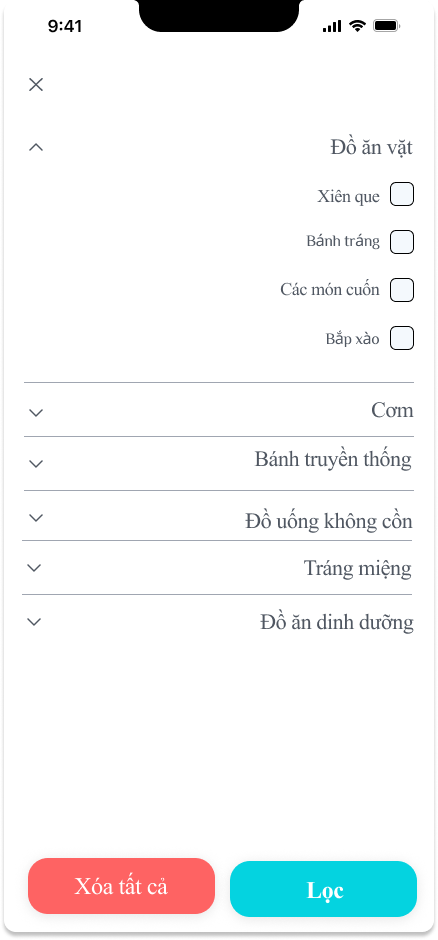 9:41
Đồ ăn vặt
Xiên que
Bánh tráng
Các món cuốn
Bắp xào
Cơm
Bánh truyền thống
Đồ uống không cồn
Tráng miệng
Đồ ăn dinh dưỡng
Xóa tất cả
Lọc